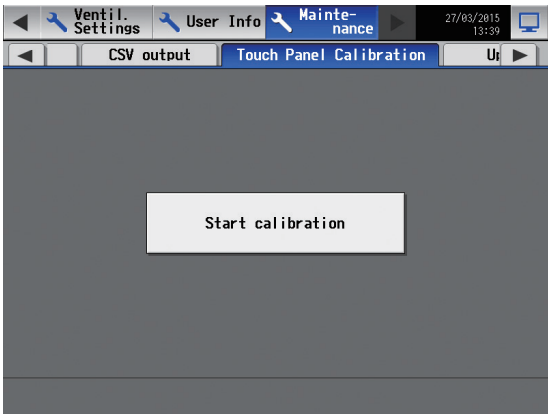 Ventil.
Settings
User Info
Mainte-
nance
27/03/2015
13:39
CSV output
Touch Panel Calibration
Start calibration